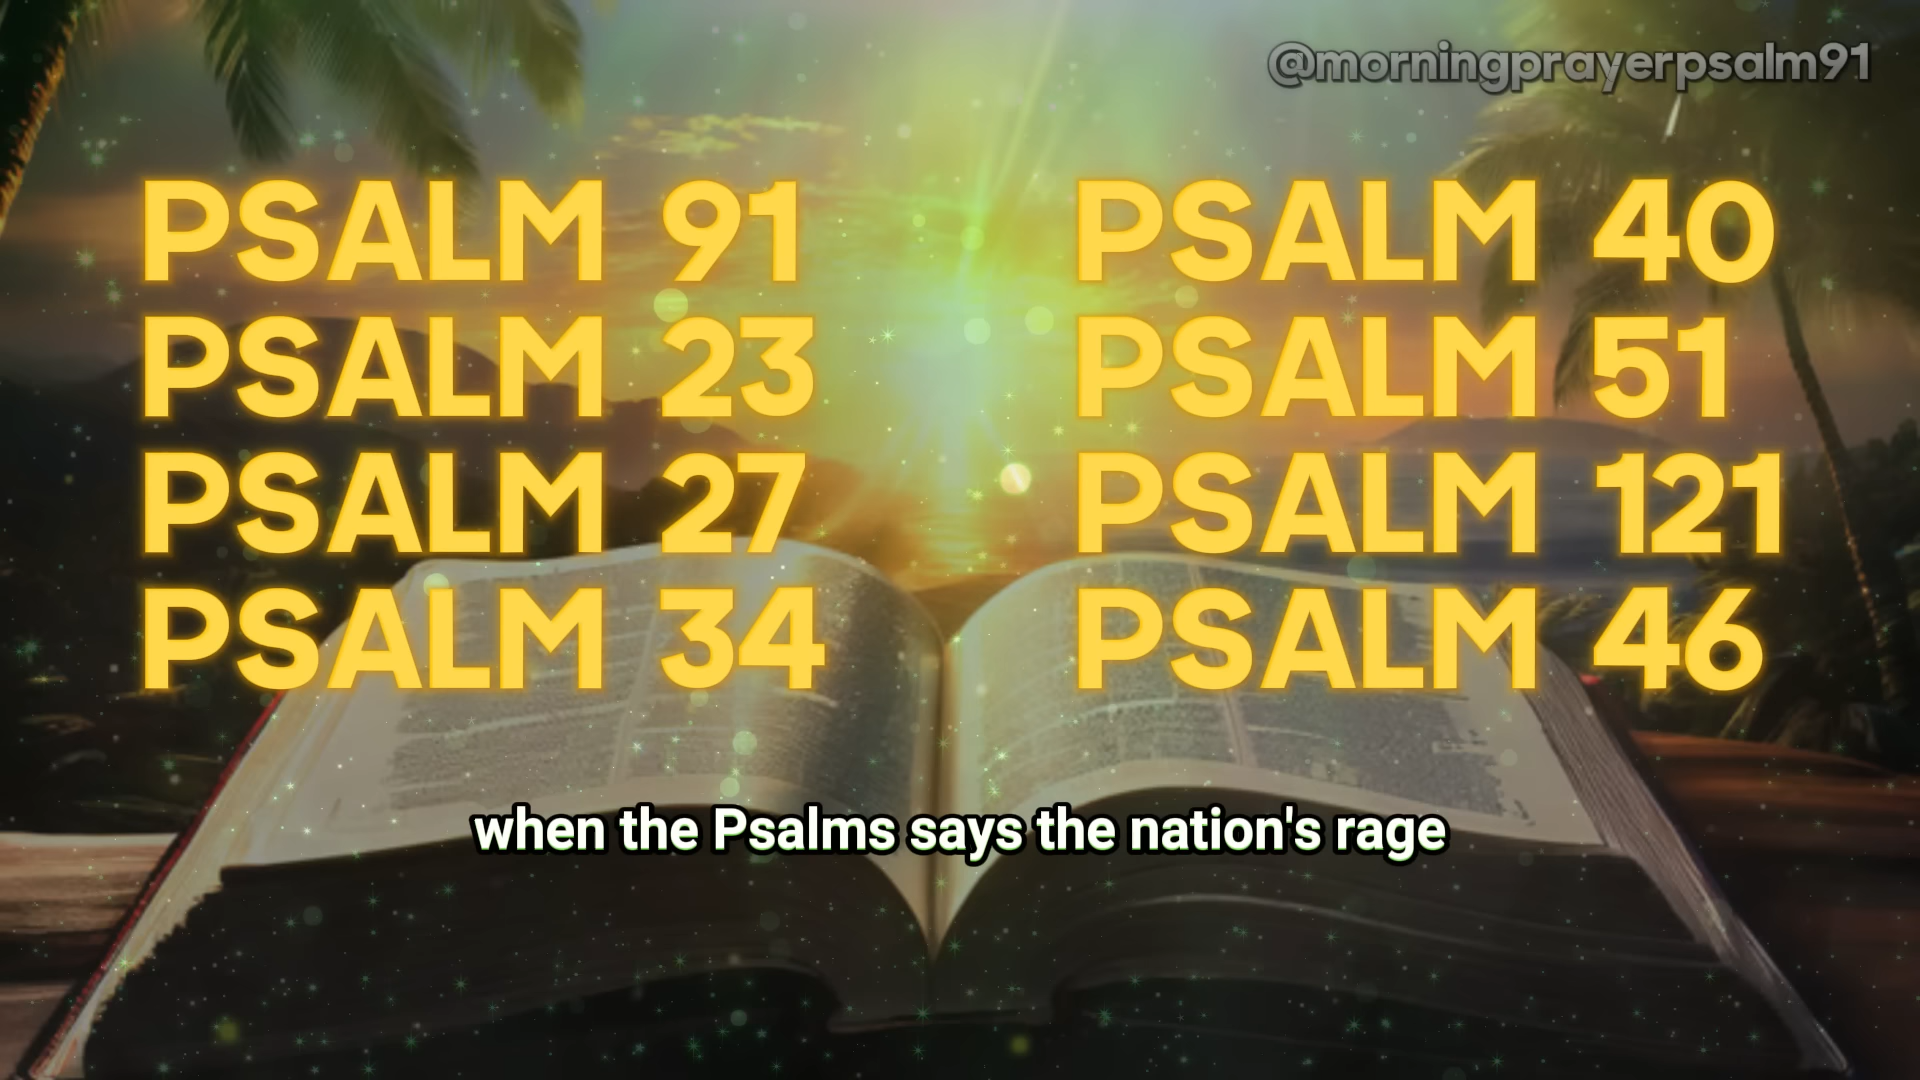 @morningprayerpsalm91
PSALM 91
PSALM 23
PSALM 27
PSALM 34
PSALM 40
PSALM 51
PSALM 121
PSALM 46
when the Psalms says the nation's rage